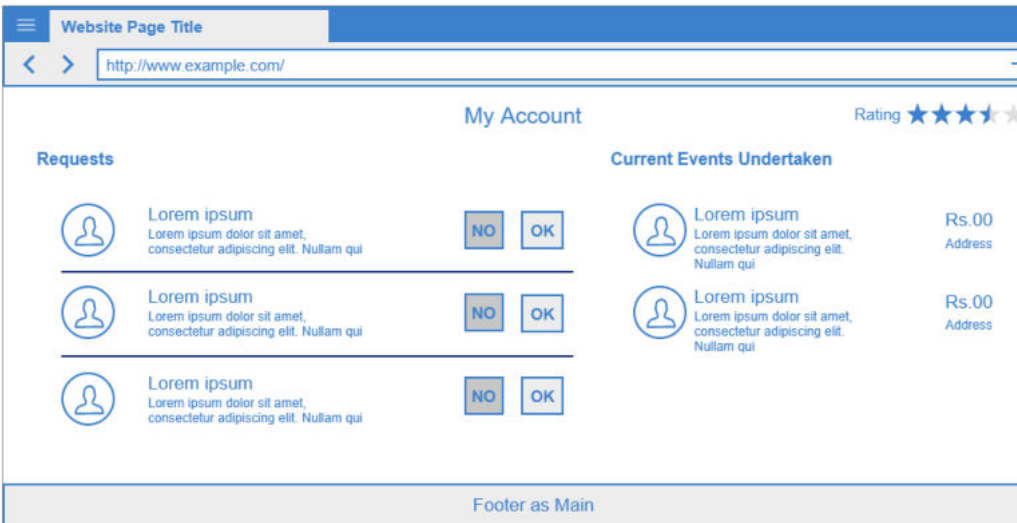 Website Page Title
http://www.example.com/
My Account
Rating
Requests
Lorem ipsum
Lorem ipsum dolor sit amet,
consectetur adipiscing elit. Nullam qui
NO OK
Lorem ipsum
Lorem ipsum dolor sit amet,
consectetur adipiscing elit. Nullam qui
NO OK
Lorem ipsum
Lorem ipsum dolor sit amet,
consectetur adipiscing elit. Nullam qui
NO OK
Current Events Undertaken
Lorem ipsum
Lorem ipsum dolor sit amet,
consectetur adipiscing elit.
Nullam qui
Rs.00
Address
Lorem ipsum
Lorem ipsum dolor sit amet,
consectetur adipiscing elit.
Nullam qui
Rs.00
Address
Footer as Main